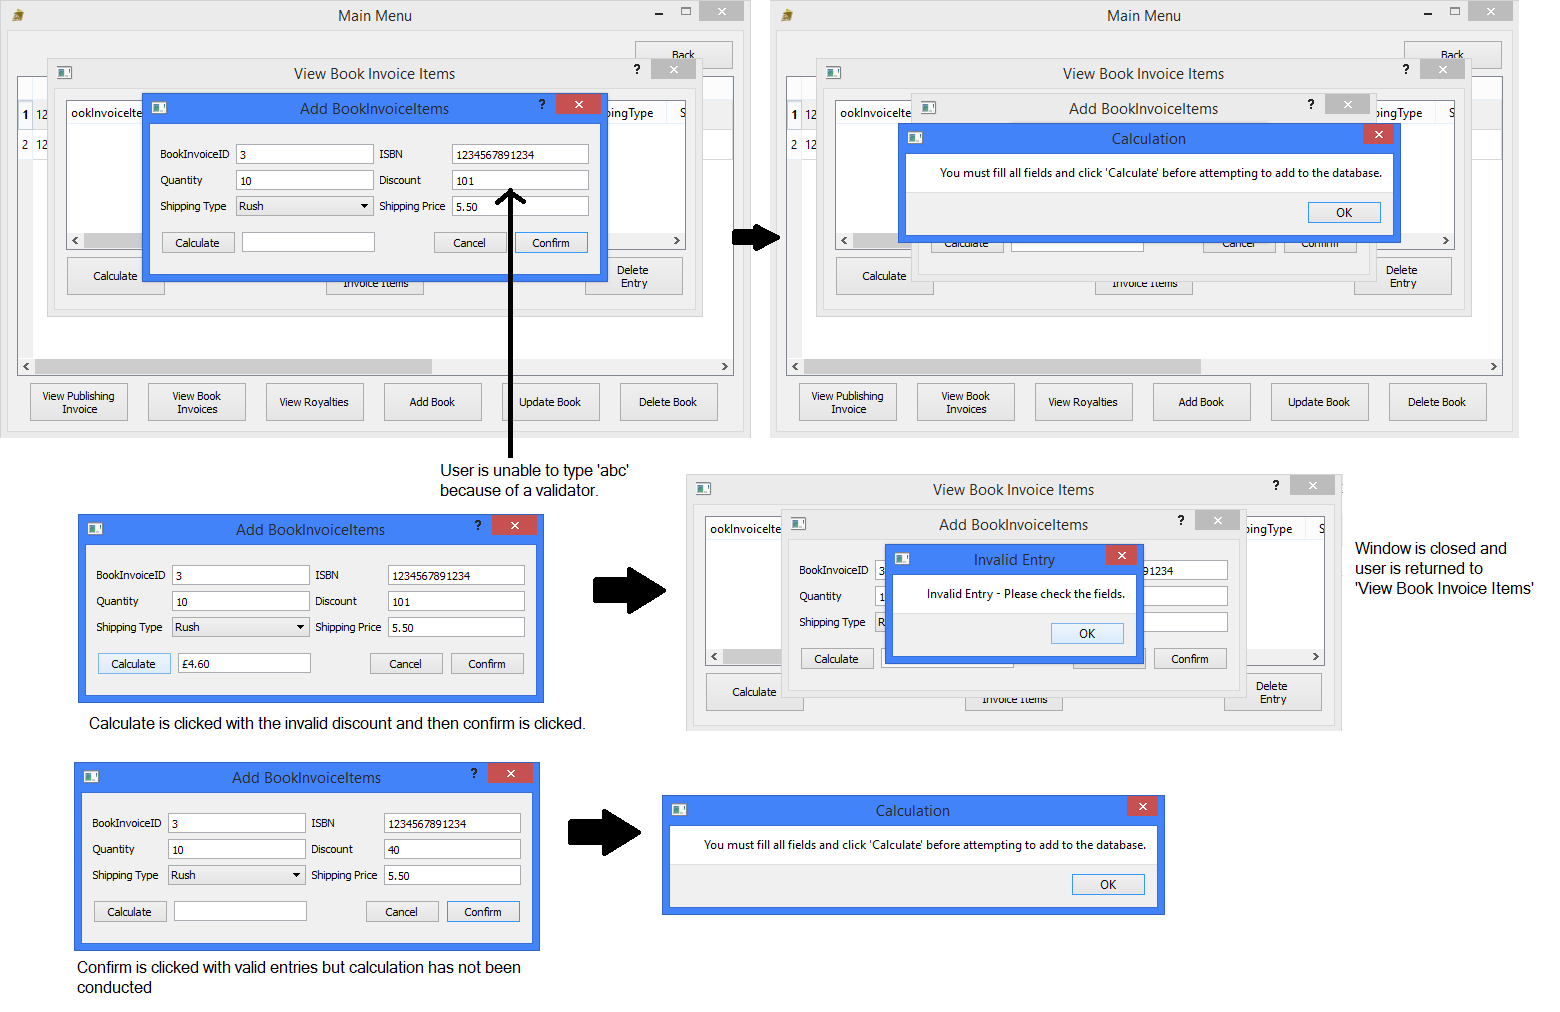 Main Menu
Back
View Book Invoice Items
?
Add BookInvoiceItems
?
1 12
ookInvoiceIte
pingType S
2 12
BookInvoiceID 3 ISBN 1234567891234
Quantity 10 Discount 101
Shipping Type Rush Shipping Price 5.50
Calculate Cancel Confirm
Calculate
Invoice Items
Delete
Entry
View Publishing
Invoice
View Book
Invoices
View Royalties
Add Book
Update Book
Delete Book
Main Menu
Back
View Book Invoice Items
?
Add BookInvoiceItems
?
1 12
ookInvoiceIte
pingType S
2 12
Calculation
You must fill all fields and click 'Calculate' before attempting to add to the database.
OK
Calculate Cancel Confirm
Calculate
Invoice Items
Delete
Entry
View Publishing
Invoice
View Book
Invoices
View Royalties
Add Book
Update Book
Delete Book
User is unable to type 'abc'
because of a validator.
Add BookInvoiceItems
?
BookInvoiceID 3 ISBN 1234567891234
Quantity 10 Discount 101
Shipping Type Rush Shipping Price 5.50
Calculate £4.60 Cancel Confirm
Calculate is clicked with the invalid discount and then confirm is clicked.
View Book Invoice Items
?
ookInvoiceIte
pingType S
Add BookInvoiceItems
?
BookInvoiceID 3 91234
Quantity 1
Shipping Type R
Invalid Entry
Invalid Entry - Please check the fields.
OK
Calculate Confirm
Calculate
Invoice Items
Delete
Entry
Window is closed and
user is returned to
'View Book Invoice Items'
Add BookInvoiceItems
?
BookInvoiceID 3 ISBN 1234567891234
Quantity 10 Discount 40
Shipping Type Rush Shipping Price 5.50
Calculate Cancel Confirm
Confirm is clicked with valid entries but calculation has not been
conducted
Calculation
You must fill all fields and click 'Calculate' before attempting to add to the database.
OK